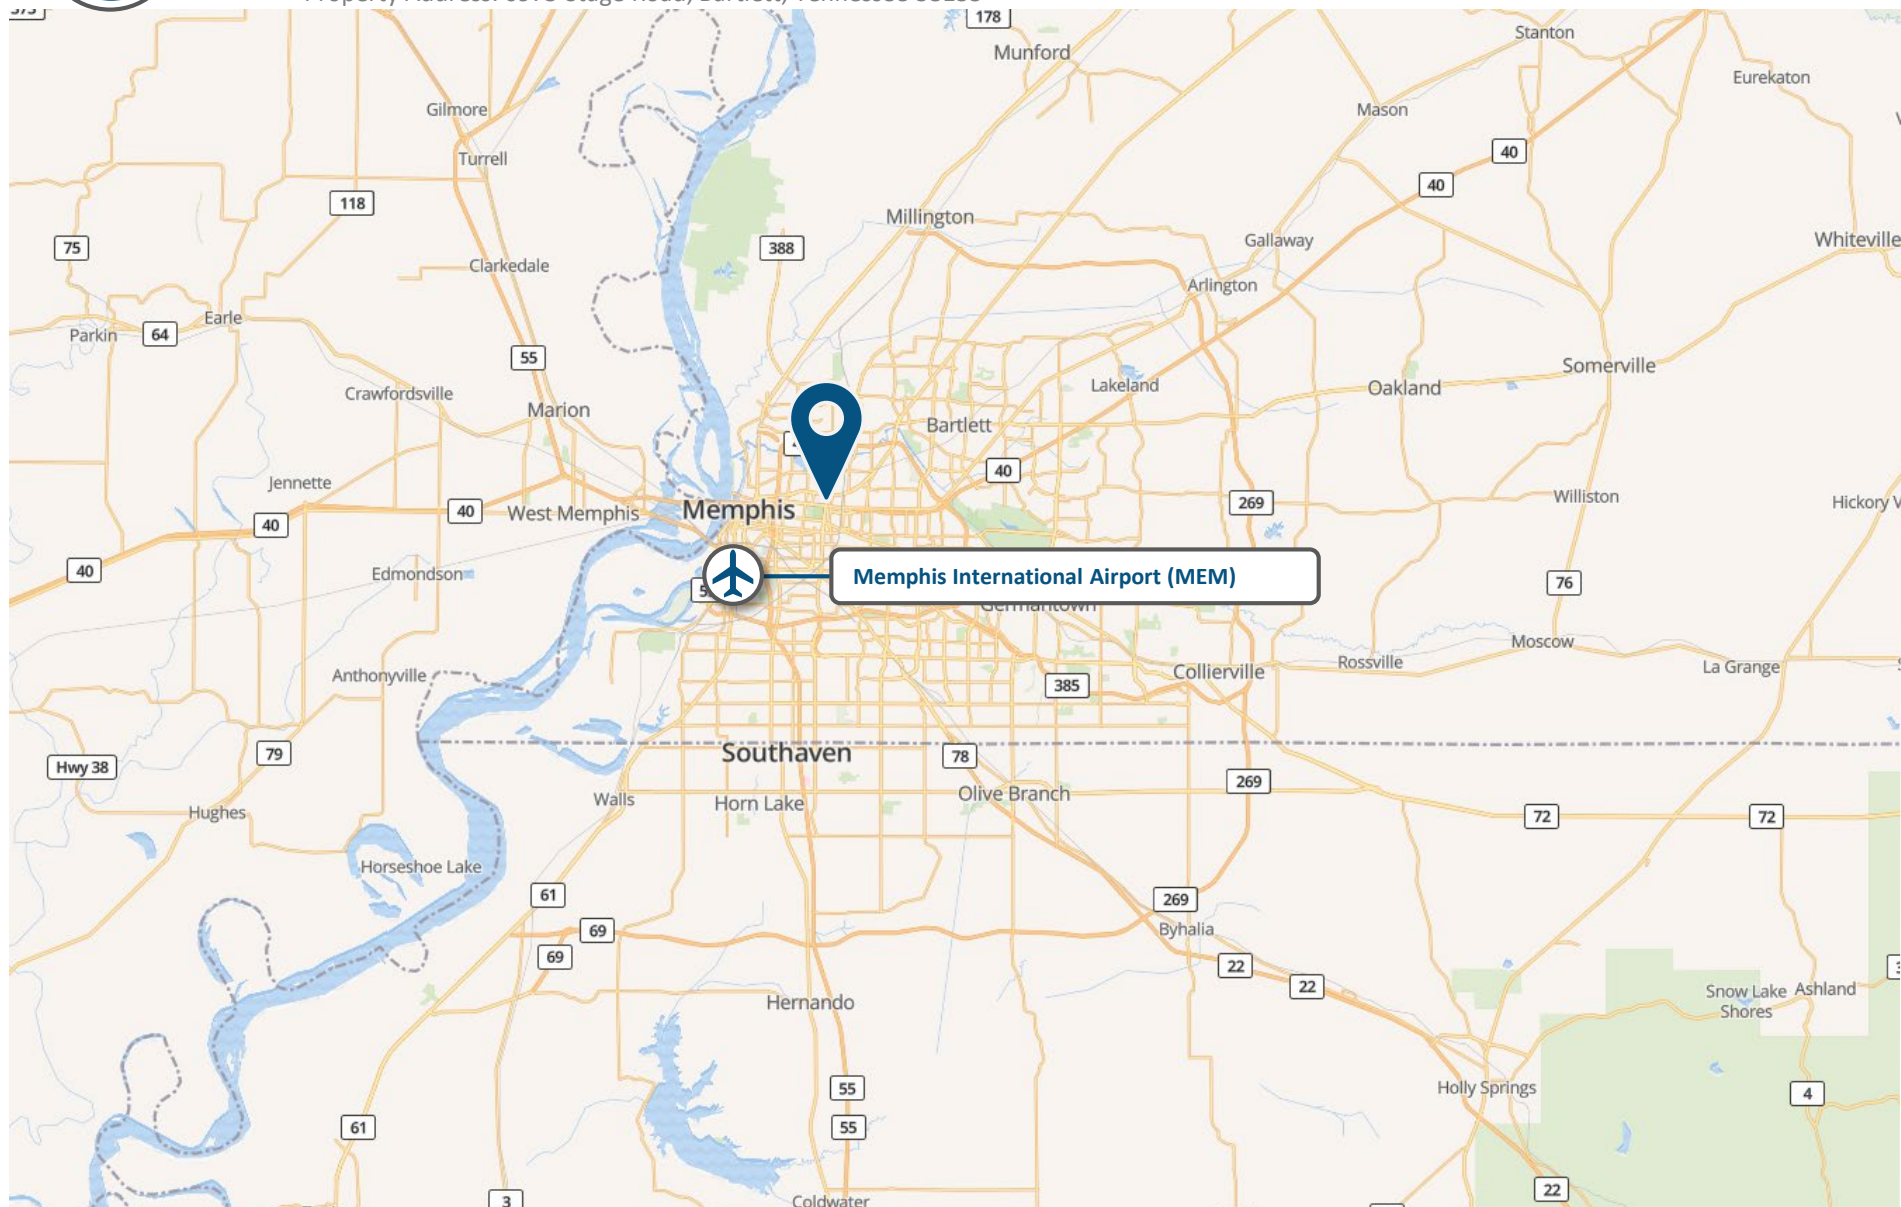 178
Stanton
Munford
Eurekaton
Gilmore
Mason
Turrell
40
40
118
Millington
75
388
Gallaway
Whiteville
Clarkedale
Arlington
Earle
Parkin
64
55
Somerville
Lakeland
Oakland
Crawfordsville
Marion
Bartlett
40
Jennette
Williston
Hickory
269
Memphis
West Memphis
40
40
40
Edmondson
Memphis International Airport (MEM)
76
Germantown
Moscow
Rossville
La Grange
Collierville
Anthonyville
385
Southaven
79
78
Hwy 38
269
Olive Branch
Walls
Horn Lake
Hughes
72
72
Horseshoe Lake
61
269
69
Byhalia
69
22
22
Hernando
Snow Lake
Shores
Ashland
55
Holly Springs
4
61
55
22
3
Coldwater